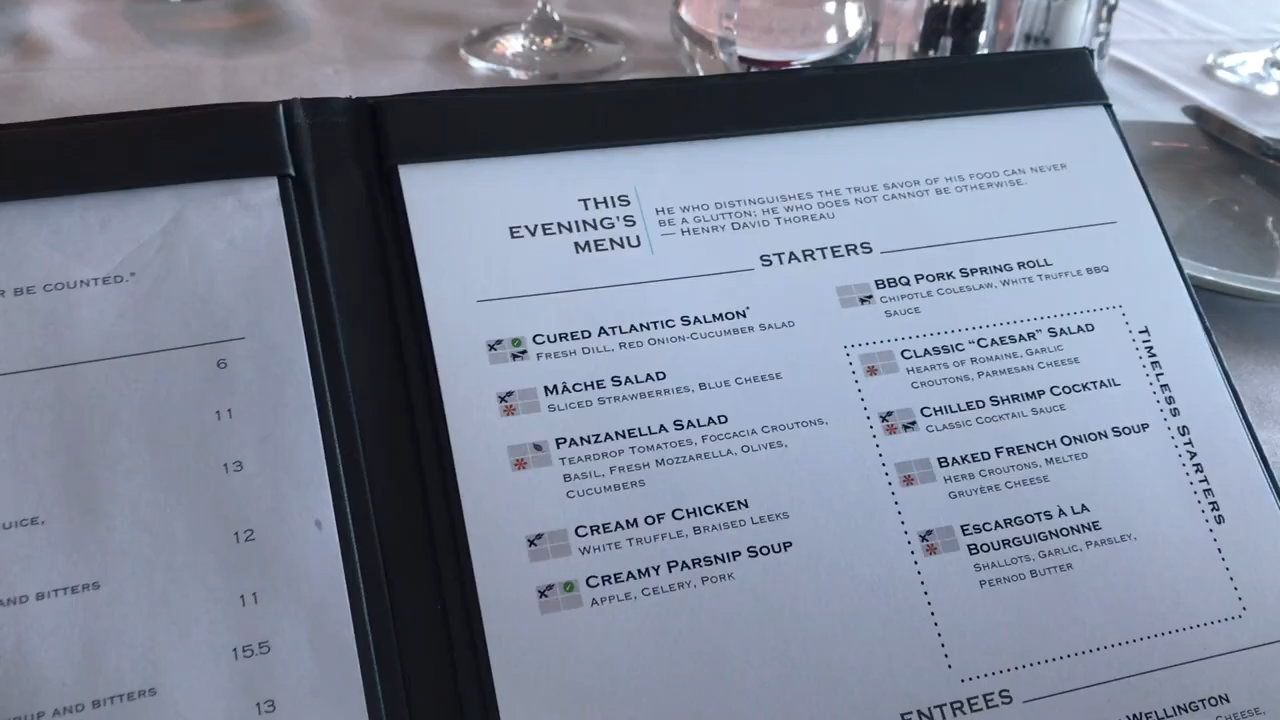 R BE COUNTED."
6
11
13
UICE,
12
AND BITTERS
11
15.5
RUP AND BITTERS
13
THIS
EVENING'S
MENU
HE WHO DISTINGUISHES THE TRUE SAVOR OF HIS FOOD CAN NEVER
BE A GLUTTON; HE WHO DOES NOT CANNOT BE OTHERWISE.
— HENRY DAVID THOREAU
STARTERS
CURED ATLANTIC SALMON*
FRESH DILL, RED ONION-CUCUMBER SALAD
MÂCHE SALAD
SLICED STRAWBERRIES, BLUE CHEESE
PANZANELLA SALAD
TEARDROP TOMATOES, FOCCACIA CROUTONS,
BASIL, FRESH MOZZARELLA, OLIVES,
CUCUMBERS
CREAM OF CHICKEN
WHITE TRUFFLE, BRAISED LEEKS
CREAMY PARSNIP SOUP
APPLE, CELERY, PORK
BBQ PORK SPRING ROLL
CHIPOTLE COLESLAW, WHITE TRUFFLE BBQ
SAUCE
CLASSIC “CAESAR” SALAD
HEARTS OF ROMAINE, GARLIC
CROUTONS, PARMESAN CHEESE
CHILLED SHRIMP COCKTAIL
CLASSIC COCKTAIL SAUCE
BAKED FRENCH ONION SOUP
HERB CROUTONS, MELTED
GRUYÈRE CHEESE
ESCARGOTS À LA
BOURGUIGNONNE
SHALLOTS, GARLIC, PARSLEY,
PERNOD BUTTER
TIMELESS STARTERS
ENTREES
WELLINGTON
CHEESE,